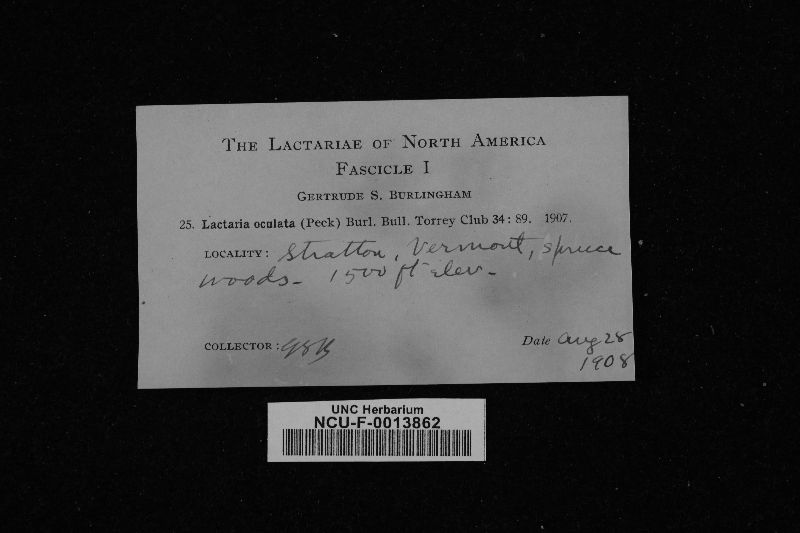 THE LACTARIAE OF NORTH AMERICA
FASCICLE I
GERTRUDE S. BURLINGHAM
25. Lactaria oculata (Peck) Burl. Bull. Torrey Club 34: 89. 1907.
LOCALITY: Stratton, Vermont, spruce
woods- 1500 ft elev-
COLLECTOR: GSB
Date Aug 28
1908
UNC Herbarium
NCU-F-0013862